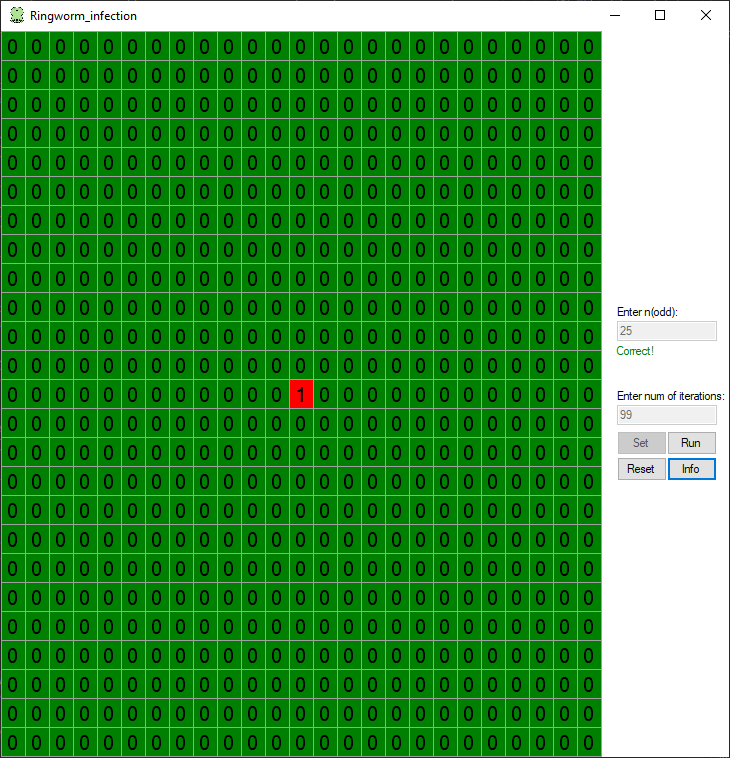 Ringworm_infection
0 0 0 0 0 0 0 0 0 0 0 0 0 0 0 0 0 0 0 0 0 0 0 0 0
0 0 0 0 0 0 0 0 0 0 0 0 0 0 0 0 0 0 0 0 0 0 0 0 0
0 0 0 0 0 0 0 0 0 0 0 0 0 0 0 0 0 0 0 0 0 0 0 0 0
0 0 0 0 0 0 0 0 0 0 0 0 0 0 0 0 0 0 0 0 0 0 0 0 0
0 0 0 0 0 0 0 0 0 0 0 0 0 0 0 0 0 0 0 0 0 0 0 0 0
0 0 0 0 0 0 0 0 0 0 0 0 0 0 0 0 0 0 0 0 0 0 0 0 0
0 0 0 0 0 0 0 0 0 0 0 0 0 0 0 0 0 0 0 0 0 0 0 0 0
0 0 0 0 0 0 0 0 0 0 0 0 0 0 0 0 0 0 0 0 0 0 0 0 0
0 0 0 0 0 0 0 0 0 0 0 0 0 0 0 0 0 0 0 0 0 0 0 0 0
0 0 0 0 0 0 0 0 0 0 0 0 0 0 0 0 0 0 0 0 0 0 0 0 0
0 0 0 0 0 0 0 0 0 0 0 0 0 0 0 0 0 0 0 0 0 0 0 0 0
0 0 0 0 0 0 0 0 0 0 0 0 0 0 0 0 0 0 0 0 0 0 0 0 0
0 0 0 0 0 0 0 0 0 0 0 0 1 0 0 0 0 0 0 0 0 0 0 0 0
0 0 0 0 0 0 0 0 0 0 0 0 0 0 0 0 0 0 0 0 0 0 0 0 0
0 0 0 0 0 0 0 0 0 0 0 0 0 0 0 0 0 0 0 0 0 0 0 0 0
0 0 0 0 0 0 0 0 0 0 0 0 0 0 0 0 0 0 0 0 0 0 0 0 0
0 0 0 0 0 0 0 0 0 0 0 0 0 0 0 0 0 0 0 0 0 0 0 0 0
0 0 0 0 0 0 0 0 0 0 0 0 0 0 0 0 0 0 0 0 0 0 0 0 0
0 0 0 0 0 0 0 0 0 0 0 0 0 0 0 0 0 0 0 0 0 0 0 0 0
0 0 0 0 0 0 0 0 0 0 0 0 0 0 0 0 0 0 0 0 0 0 0 0 0
0 0 0 0 0 0 0 0 0 0 0 0 0 0 0 0 0 0 0 0 0 0 0 0 0
0 0 0 0 0 0 0 0 0 0 0 0 0 0 0 0 0 0 0 0 0 0 0 0 0
0 0 0 0 0 0 0 0 0 0 0 0 0 0 0 0 0 0 0 0 0 0 0 0 0
0 0 0 0 0 0 0 0 0 0 0 0 0 0 0 0 0 0 0 0 0 0 0 0 0
0 0 0 0 0 0 0 0 0 0 0 0 0 0 0 0 0 0 0 0 0 0 0 0 0
Enter n(odd):
25
Correct!
Enter num of iterations:
99
Set Run
Reset Info